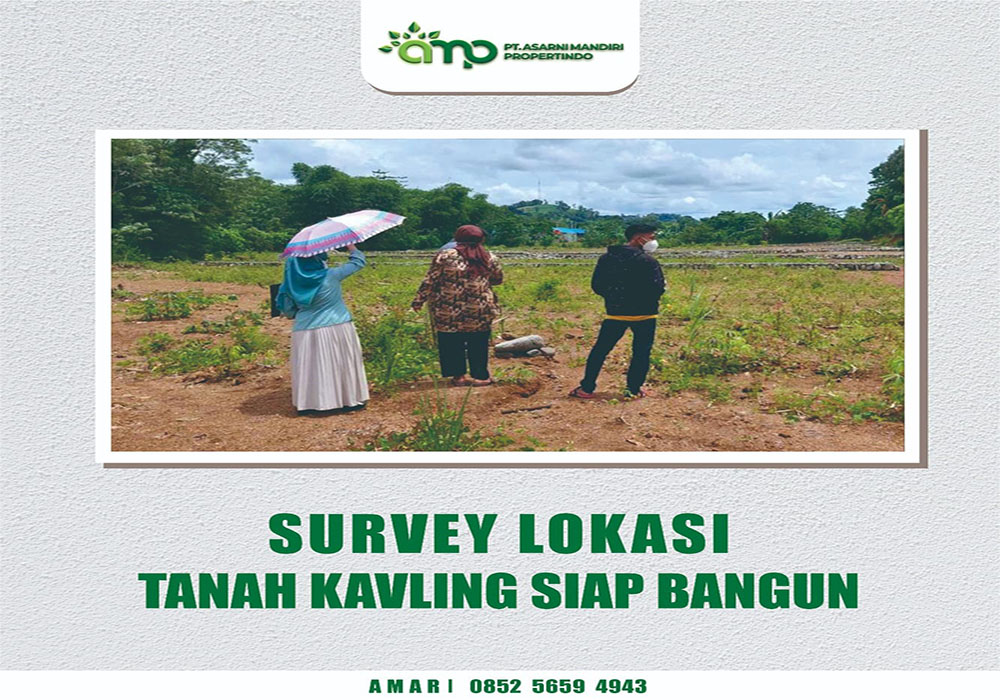 amp
PT. ASARNI MANDIRI
PROPERTINDO
SURVEY LOKASI
TANAH KAVLING SIAP BANGUN
AMAR | 0852 5659 4943